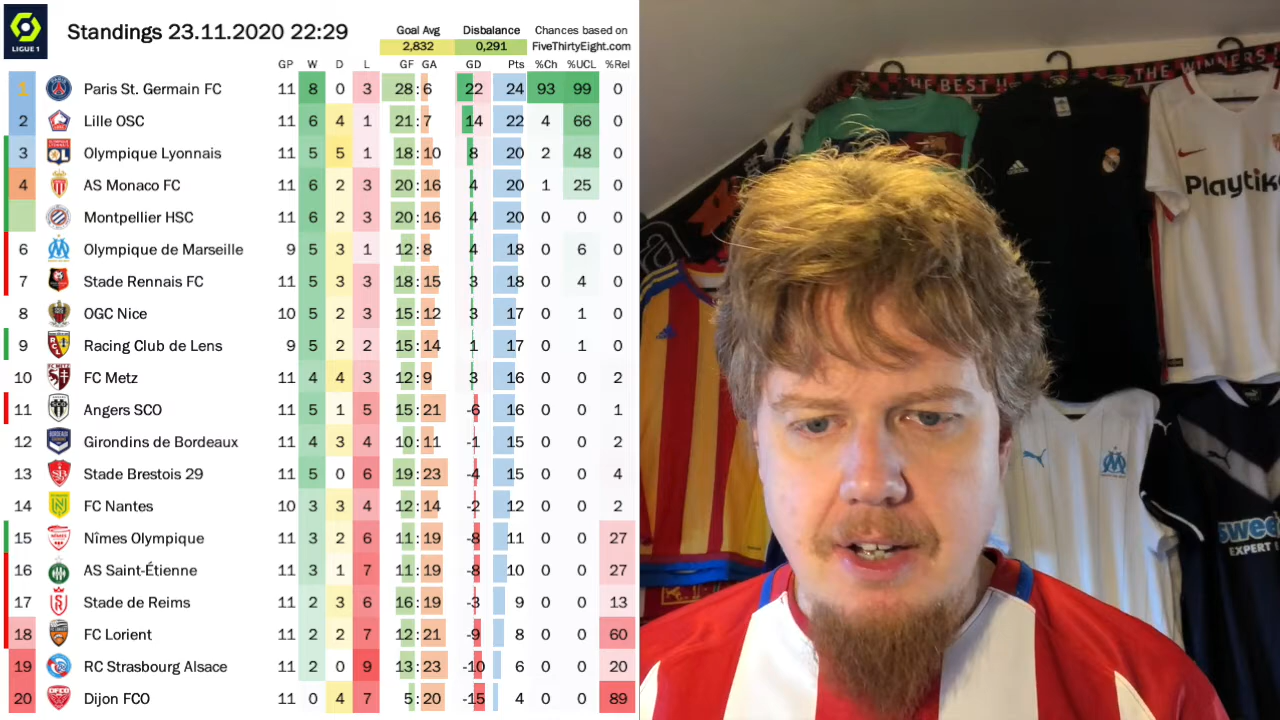 LIGUE 1
Standings 23.11.2020 22:29
Goal Avg Disbalance Chances based on
2,832 0,291 FiveThirtyEight.com
GP W D L GF GA GD Pts %Ch %UCL %Rel
1 Paris St. Germain FC 11 8 0 3 28:6 22 24 93 99 0
2 Lille OSC 11 6 4 1 21:7 14 22 4 66 0
3 Olympique Lyonnais 11 5 5 1 18:10 8 20 2 48 0
4 AS Monaco FC 11 6 2 3 20:16 4 20 1 25 0
Montpellier HSC 11 6 2 3 20:16 4 20 0 0 0
6 Olympique de Marseille 9 5 3 1 12:8 4 18 0 6 0
7 Stade Rennais FC 11 5 3 3 18:15 3 18 0 4 0
8 OGC Nice 10 5 2 3 15:12 3 17 0 1 0
9 Racing Club de Lens 9 5 2 2 15:14 1 17 0 1 0
10 FC Metz 11 4 4 3 12:9 3 16 0 0 2
11 Angers SCO 11 5 1 5 15:21 -6 16 0 0 1
12 Girondins de Bordeaux 11 4 3 4 10:11 -1 15 0 0 2
13 Stade Brestois 29 11 5 0 6 19:23 -4 15 0 0 4
14 FC Nantes 10 3 3 4 12:14 -2 12 0 0 2
15 Nîmes Olympique 11 3 2 6 11:19 -8 11 0 0 27
16 AS Saint-Étienne 11 3 1 7 11:19 -8 10 0 0 27
17 Stade de Reims 11 2 3 6 16:19 -3 9 0 0 13
18 FC Lorient 11 2 2 7 12:21 -9 8 0 0 60
19 RC Strasbourg Alsace 11 2 0 9 13:23 -10 6 0 0 20
20 Dijon FCO 11 0 4 7 5:20 -15 4 0 0 89
THE BEST !! THE WINNERS
adidas
Playtika
EXPERT